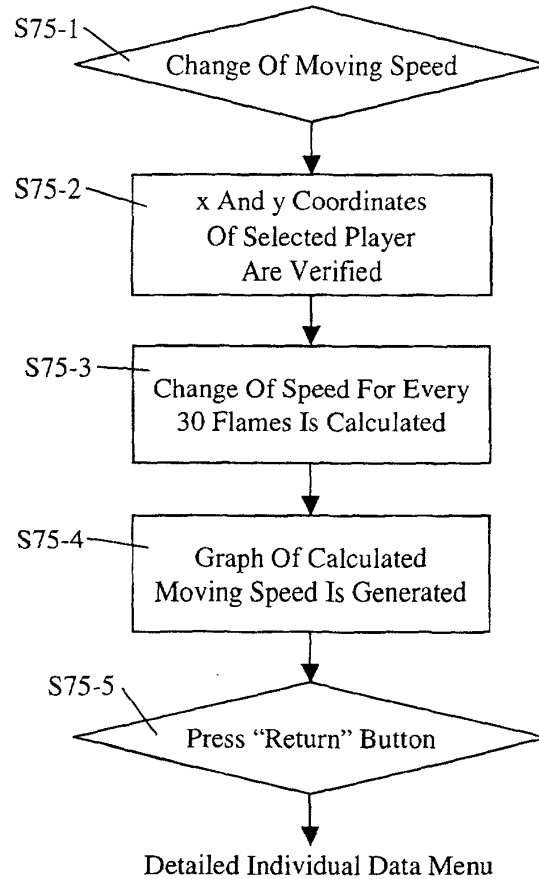 S75-1
Change Of Moving Speed
S75-2
x And y Coordinates
Of Selected Player
Are Verified
S75-3
Change Of Speed For Every
30 Flames Is Calculated
S75-4
Graph Of Calculated
Moving Speed Is Generated
S75-5
Press “Return” Button
Detailed Individual Data Menu